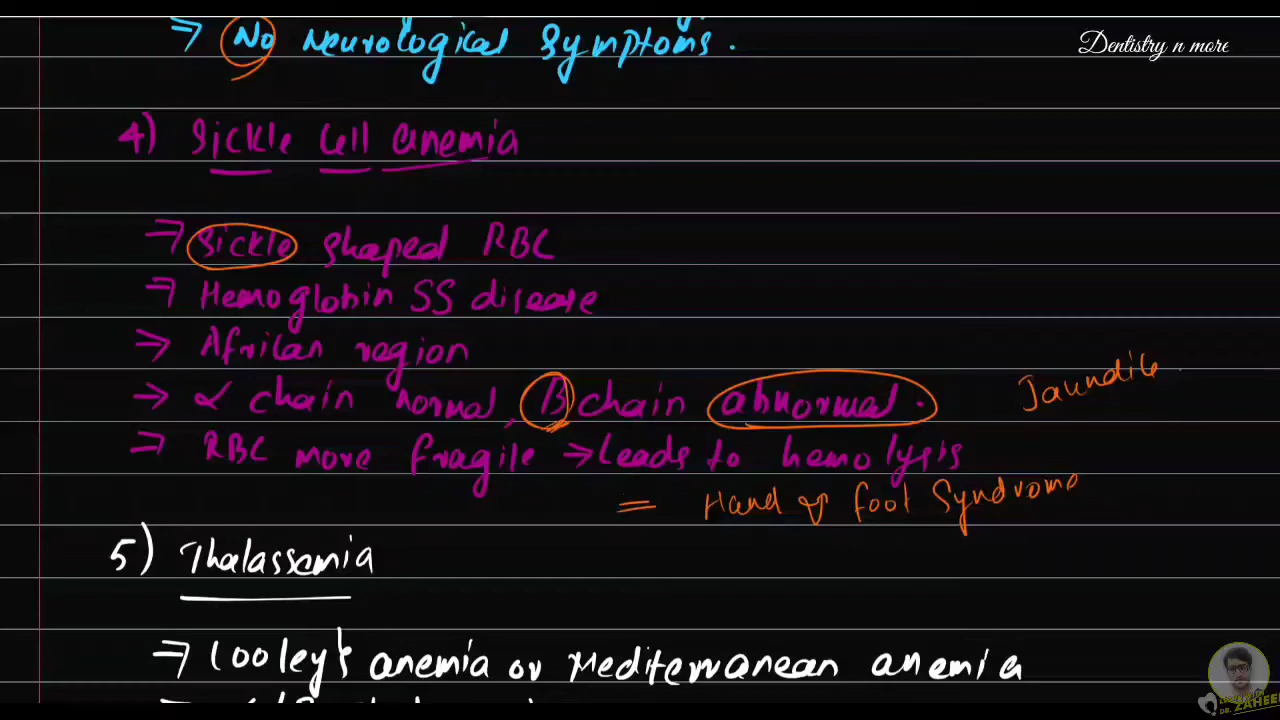 ⇒ No neurological symptoms.
Dentistry n more
4) Sickle cell anemia
⇒ Sickle shaped RBC
⇒ Hemoglobin SS disease
⇒ African region
⇒ α chain normal, B chain abnormal.
Jaundice
⇒ RBC more fragile ⇒ leads to hemolysis
= Hand & foot Syndrome
5) Thalassemia
⇒ Cooley's anemia or Mediterranean anemia
DR. ZAHEE